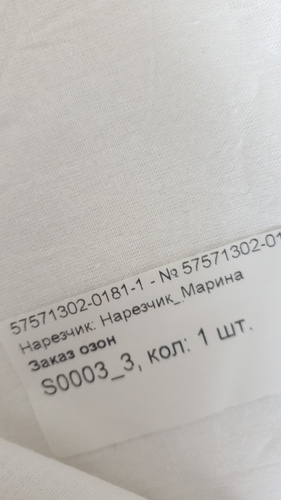 57571302-0181-1 - № 57571302-01
Нарезчик: Нарезчик_Марина
Заказ озон
S0003_3, кол: 1 шт.